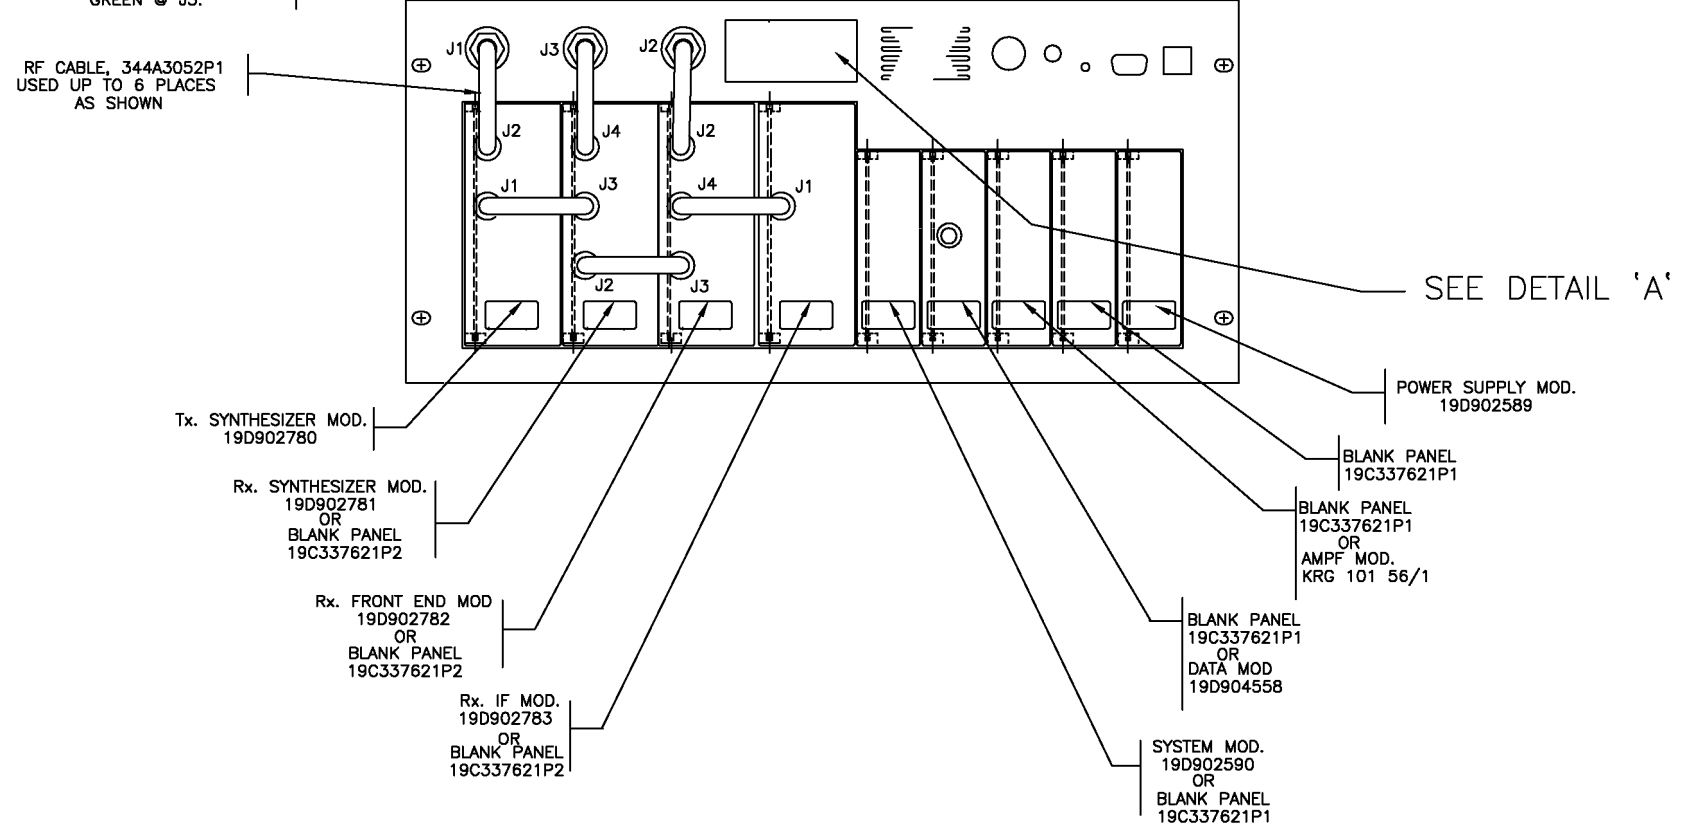 GREEN @ J3.
RF CABLE, 344A3052P1
USED UP TO 6 PLACES
AS SHOWN
J1
J3
J2
J2
J4
J2
J1
J3
J4
J1
J2
J3
SEE DETAIL 'A'
Tx. SYNTHESIZER MOD.
19D902780
Rx. SYNTHESIZER MOD.
19D902781
OR
BLANK PANEL
19C337621P2
Rx. FRONT END MOD
19D902782
OR
BLANK PANEL
19C337621P2
Rx. IF MOD.
19D902783
OR
BLANK PANEL
19C337621P2
POWER SUPPLY MOD.
19D902589
BLANK PANEL
19C337621P1
BLANK PANEL
19C337621P1
OR
AMPF MOD.
KRG 101 56/1
BLANK PANEL
19C337621P1
OR
DATA MOD
19D904558
SYSTEM MOD.
19D902590
OR
BLANK PANEL
19C337621P1